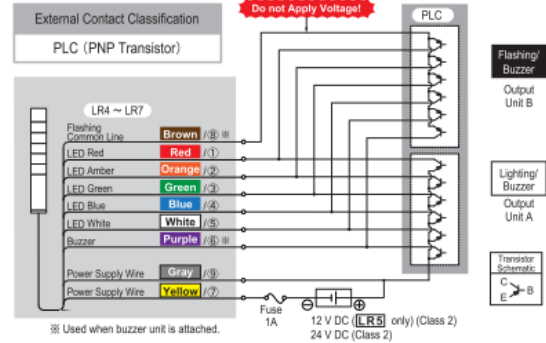 External Contact Classification
PLC (PNP Transistor)
Do not Apply Voltage!
PLC
Flashing/
Buzzer
Output
Unit B
Lighting/
Buzzer
Output
Unit A
Transistor
Schematic
C
B
E
LR4 ～ LR7
Flashing
Common Line
Brown /⑧ ※
LED Red
Red /①
LED Amber
Orange /②
LED Green
Green /③
LED Blue
Blue /④
LED White
White /⑤
Buzzer
Purple /⑥ ※
Power Supply Wire
Gray /⑨
Power Supply Wire
Yellow /⑦
Fuse
1A
⊖ ⊕
12 V DC (LR5 only) (Class 2)
24 V DC (Class 2)
※ Used when buzzer unit is attached.